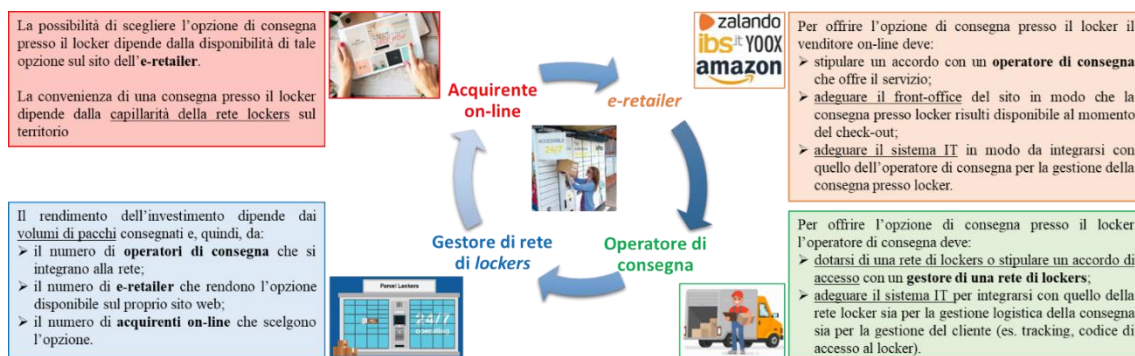 La possibilità di scegliere l'opzione di consegna
presso il locker dipende dalla disponibilità di tale
opzione sul sito dell'e-retailer.
La convenienza di una consegna presso il locker
dipende dalla capillarità della rete lockers sul
territorio
Acquirente
on-line
e-retailer
zalando
ibs.it YOOX
amazon
Per offrire l'opzione di consegna presso il locker il
venditore on-line deve:
➢ stipulare un accordo con un operatore di consegna
che offre il servizio;
➢ adeguare il front-office del sito in modo che la
consegna presso locker risulti disponibile al momento
del check-out;
➢ adeguare il sistema IT in modo da integrarsi con
quello dell'operatore di consegna per la gestione della
consegna presso locker.
ACCESSIBILE
24/7
Il rendimento dell'investimento dipende dai
volumi di pacchi consegnati e, quindi, da:
➢ il numero di operatori di consegna che si
integrano alla rete;
➢ il numero di e-retailer che rendono l'opzione
disponibile sul proprio sito web;
➢ il numero di acquirenti on-line che scelgono
l'opzione.
Gestore di rete
di lockers
Parcel Lockers
24/7
Operatore di
consegna
Per offrire l'opzione di consegna presso il locker
l'operatore di consegna deve:
➢ dotarsi di una rete di lockers o stipulare un accordo di
accesso con un gestore di una rete di lockers;
➢ adeguare il sistema IT per integrarsi con quello della
rete locker sia per la gestione logistica della consegna
sia per la gestione del cliente (es. tracking, codice di
accesso al locker).